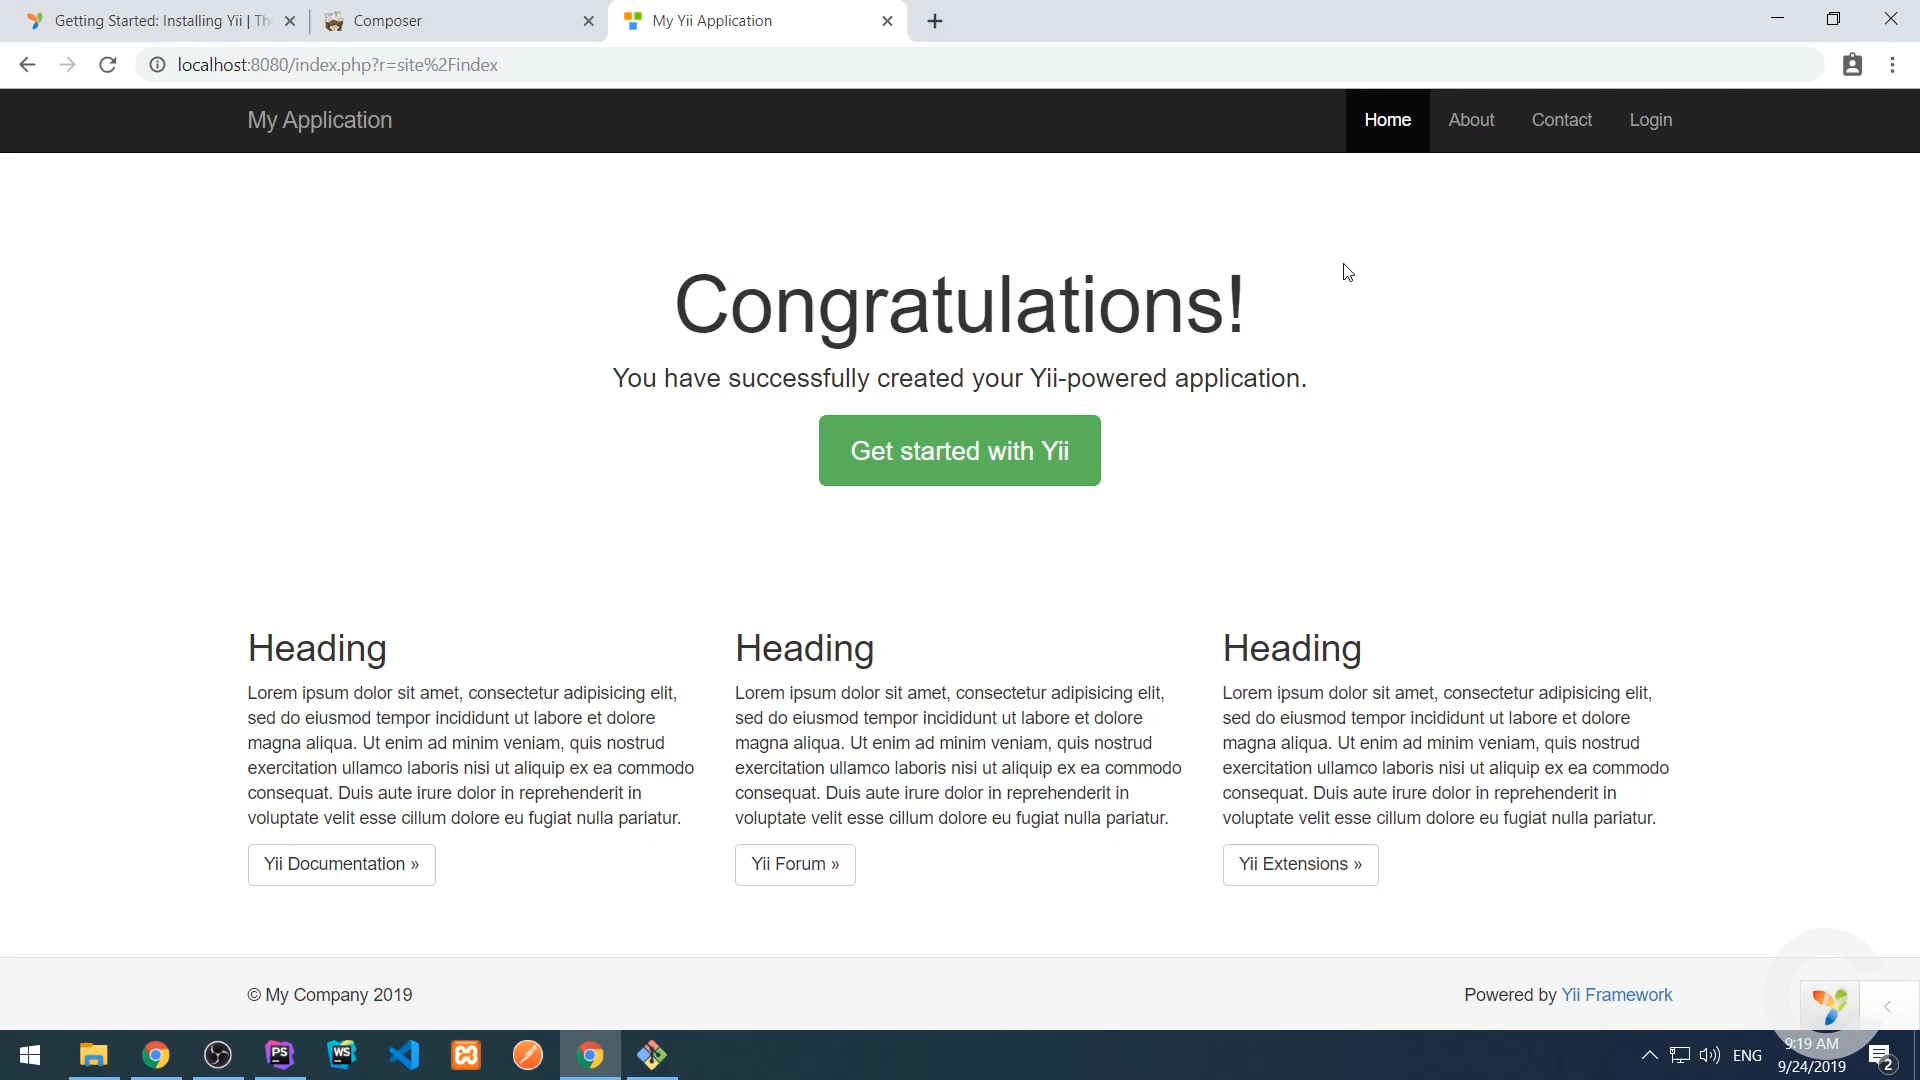 Getting Started: Installing Yii | Th
Composer
My Yii Application
localhost:8080/index.php?r=site%2Findex
My Application
Home
About
Contact
Login
Congratulations!
You have successfully created your Yii-powered application.
Get started with Yii
Heading
Lorem ipsum dolor sit amet, consectetur adipisicing elit,
sed do eiusmod tempor incididunt ut labore et dolore
magna aliqua. Ut enim ad minim veniam, quis nostrud
exercitation ullamco laboris nisi ut aliquip ex ea commodo
consequat. Duis aute irure dolor in reprehenderit in
voluptate velit esse cillum dolore eu fugiat nulla pariatur.
Yii Documentation »
Heading
Lorem ipsum dolor sit amet, consectetur adipisicing elit,
sed do eiusmod tempor incididunt ut labore et dolore
magna aliqua. Ut enim ad minim veniam, quis nostrud
exercitation ullamco laboris nisi ut aliquip ex ea commodo
consequat. Duis aute irure dolor in reprehenderit in
voluptate velit esse cillum dolore eu fugiat nulla pariatur.
Yii Forum »
Heading
Lorem ipsum dolor sit amet, consectetur adipisicing elit,
sed do eiusmod tempor incididunt ut labore et dolore
magna aliqua. Ut enim ad minim veniam, quis nostrud
exercitation ullamco laboris nisi ut aliquip ex ea commodo
consequat. Duis aute irure dolor in reprehenderit in
voluptate velit esse cillum dolore eu fugiat nulla pariatur.
Yii Extensions »
© My Company 2019
Powered by Yii Framework
PS
WS
ENG
9:19 AM
9/24/2019
2